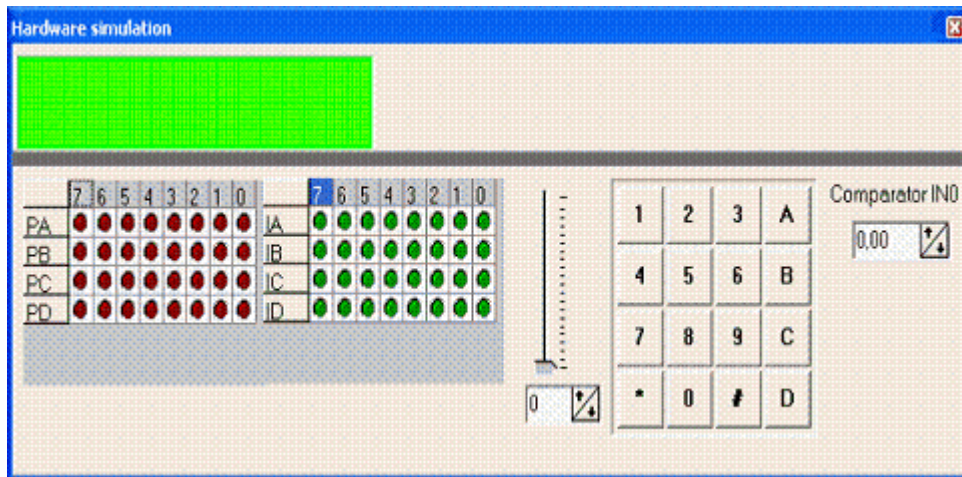 Hardware simulation
7 6 5 4 3 2 1 0
PA
PB
PC
PD
7 6 5 4 3 2 1 0
IA
IB
IC
ID
0
1 2 3 A
4 5 6 B
7 8 9 C
* 0 # D
Comparator IN0
0,00